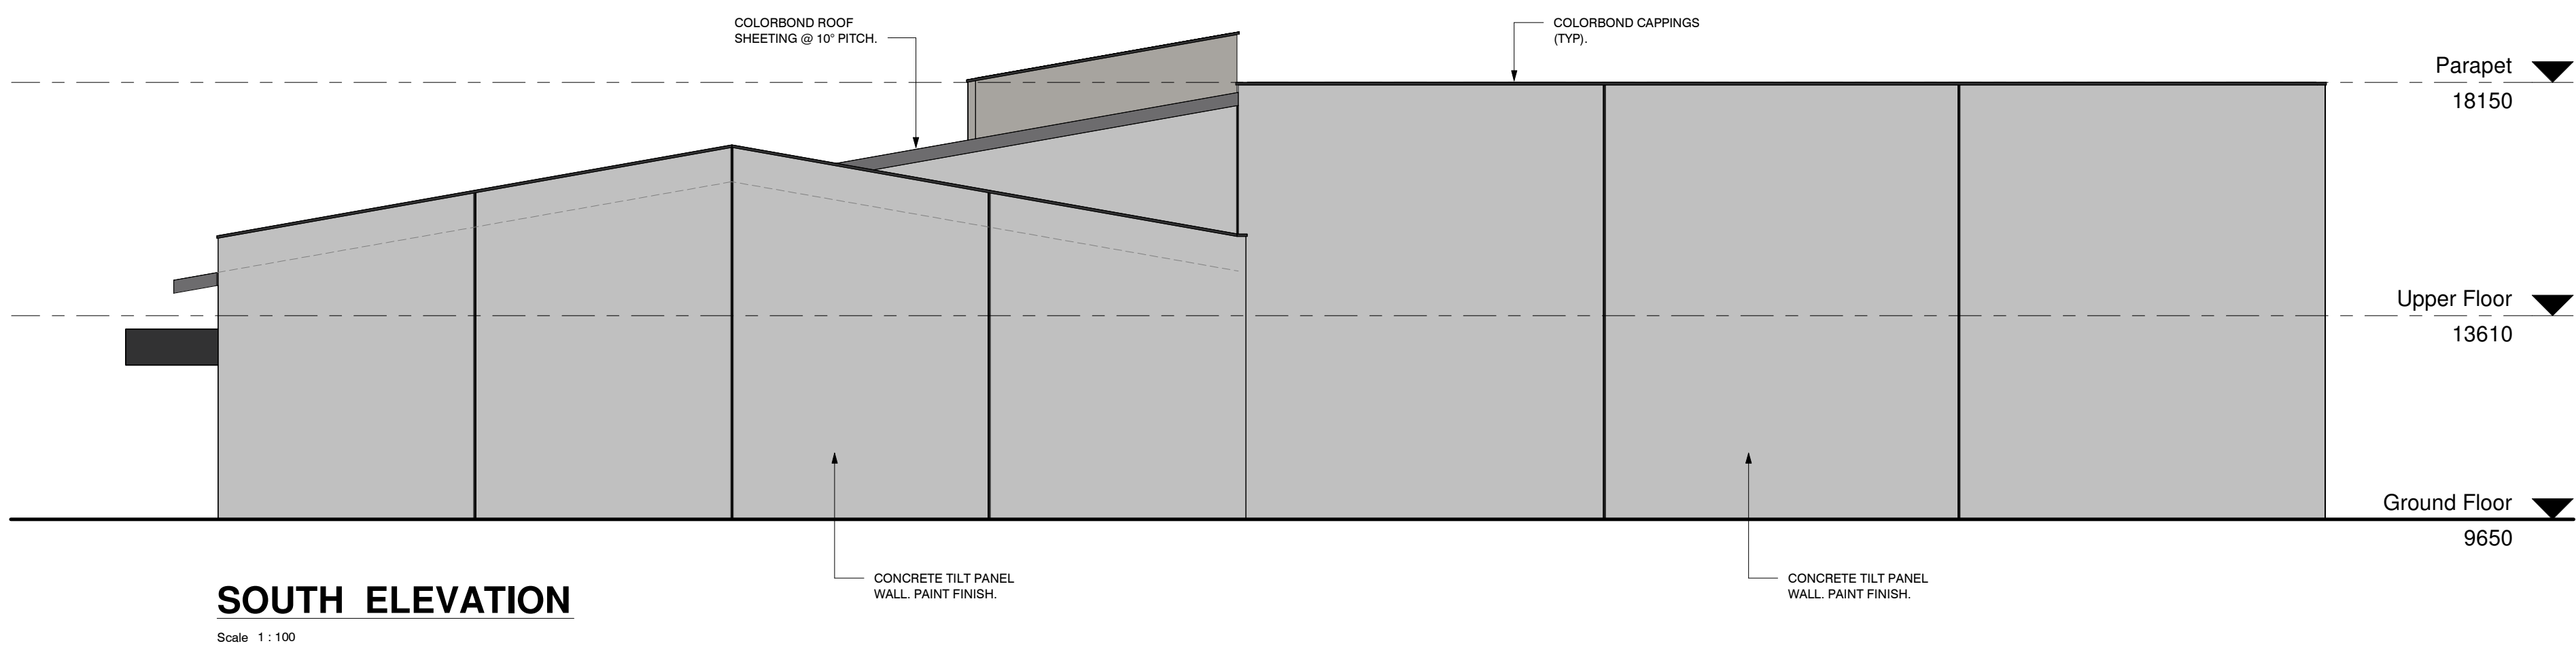 COLORBOND ROOF
SHEETING @ 10° PITCH.
COLORBOND CAPPINGS
(TYP).
Parapet
18150
Upper Floor
13610
Ground Floor
9650
CONCRETE TILT PANEL
WALL. PAINT FINISH.
CONCRETE TILT PANEL
WALL. PAINT FINISH.
SOUTH ELEVATION
Scale 1 : 100